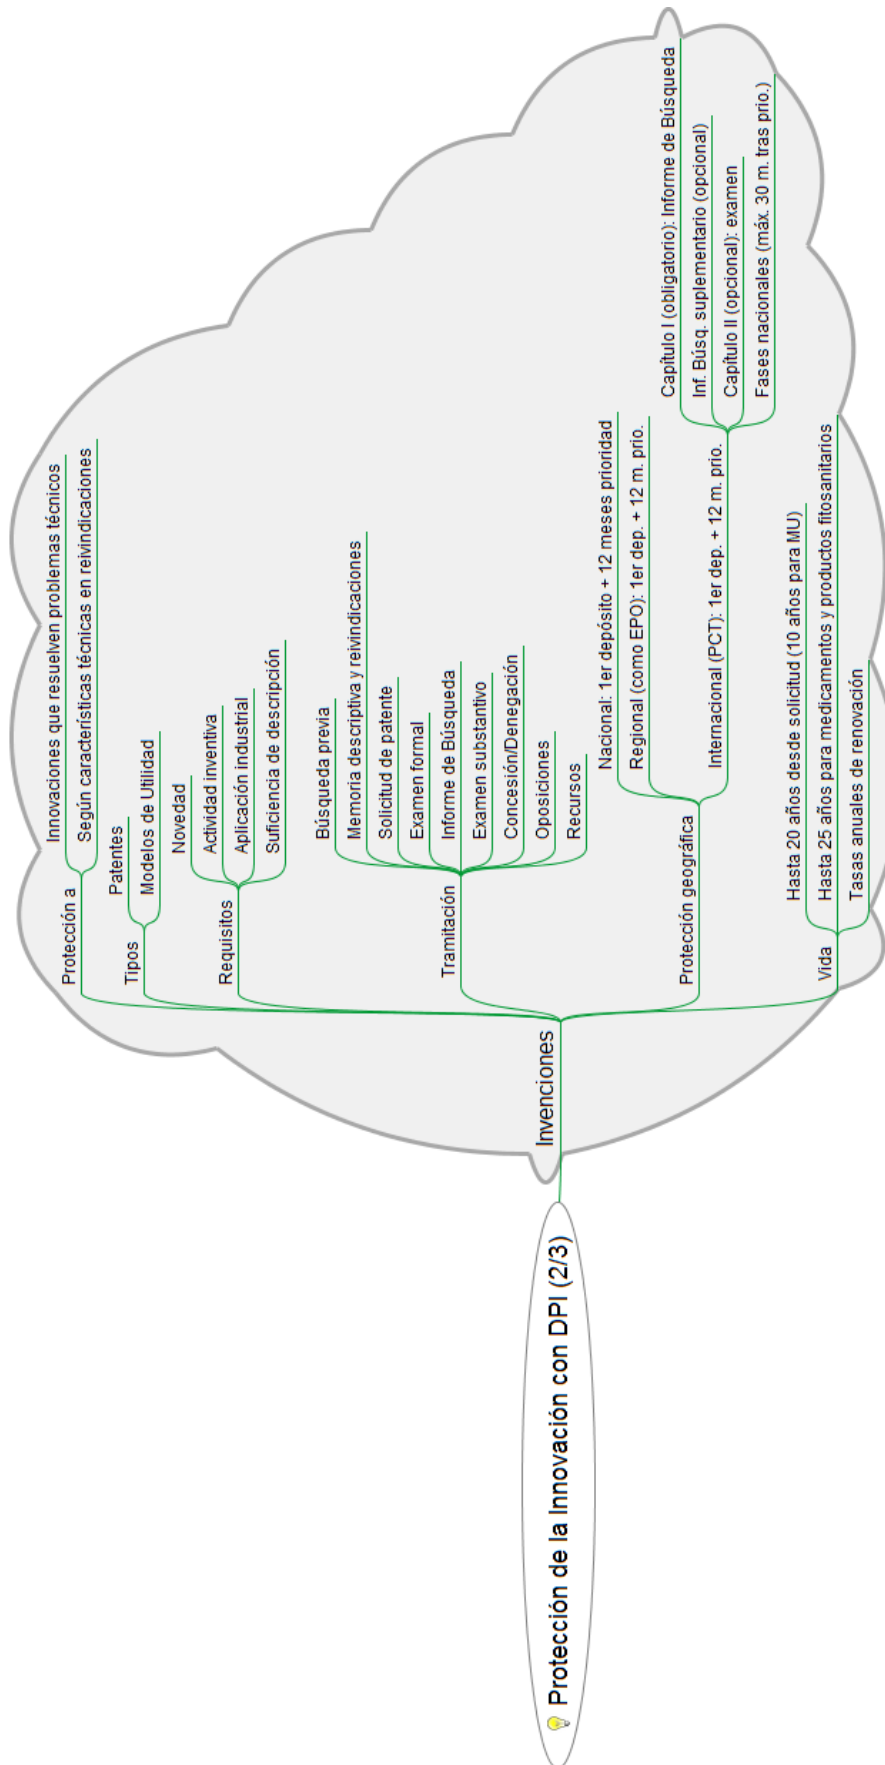 Protección de la Innovación con DPI (2/3)
Invenciones
Protección a
Innovaciones que resuelven problemas técnicos
Según características técnicas en reivindicaciones
Tipos
Patentes
Modelos de Utilidad
Requisitos
Novedad
Actividad inventiva
Aplicación industrial
Suficiencia de descripción
Tramitación
Búsqueda previa
Memoria descriptiva y reivindicaciones
Solicitud de patente
Examen formal
Informe de Búsqueda
Examen substantivo
Concesión/Denegación
Oposiciones
Recursos
Protección geográfica
Nacional: 1er depósito + 12 meses prioridad
Regional (como EPO): 1er dep. + 12 m. prio.
Internacional (PCT): 1er dep. + 12 m. prio.
Capítulo I (obligatorio): Informe de Búsqueda
Inf. Búsq. suplementario (opcional)
Capítulo II (opcional): examen
Fases nacionales (máx. 30 m. tras prio.)
Vida
Hasta 20 años desde solicitud (10 años para MU)
Hasta 25 años para medicamentos y productos fitosanitarios
Tasas anuales de renovación